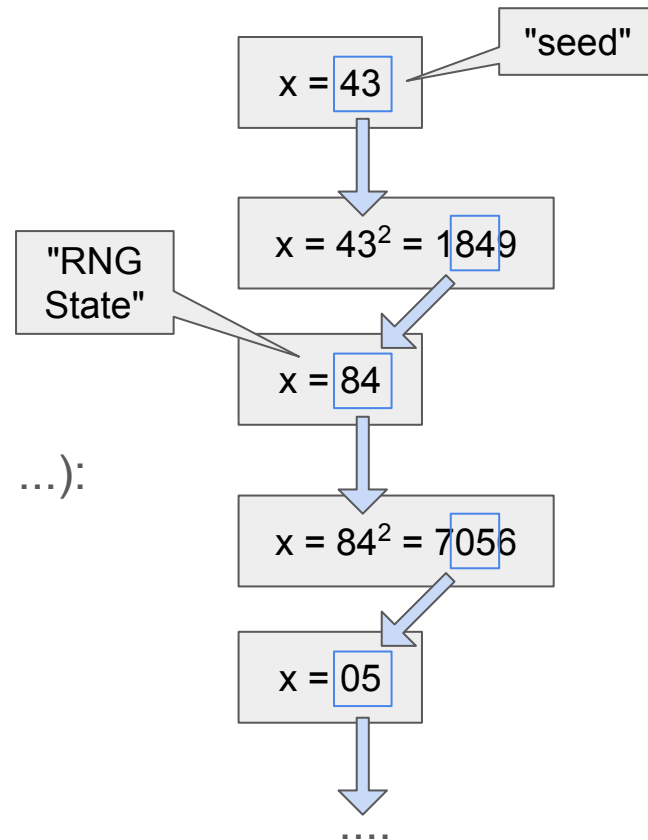 "seed"
x = 43
x = 43² = 1849
"RNG
State"
x = 84
...):
x = 84² = 7056
x = 05
....